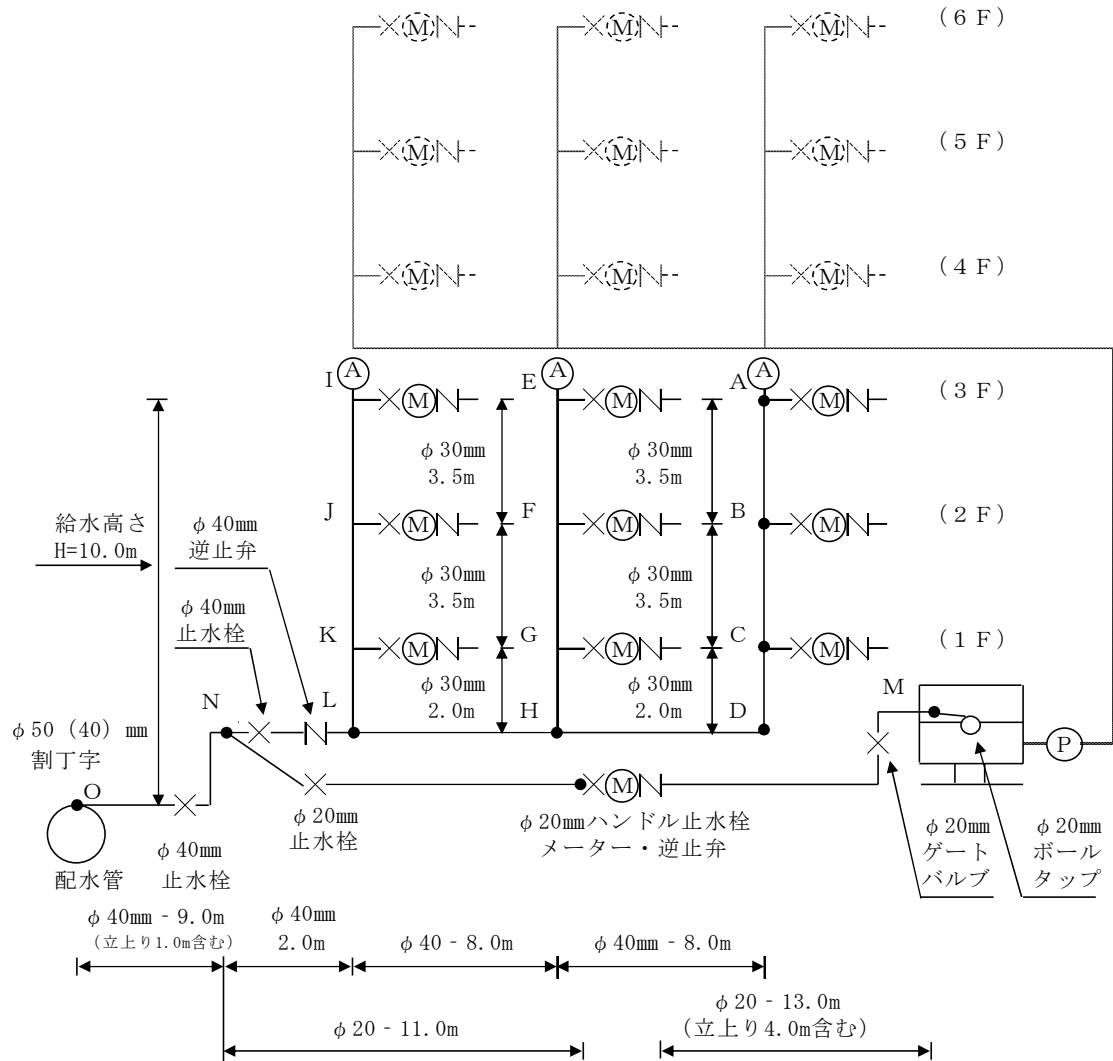 M M M (6F)
M M M (5F)
M M M (4F)
I A E A A A
M M M (3F)
φ30mm φ30mm
3.5m 3.5m
給水高さ
H=10.0m
φ40mm
逆止弁
J M F M B M (2F)
φ30mm φ30mm
3.5m 3.5m
φ40mm
止水栓
K M G M C M (1F)
φ30mm φ30mm
2.0m 2.0m
N L H D M
φ50(40)mm
割丁字
P
O
M
配水管
φ40mm
止水栓
φ20mm
止水栓
φ20mmハンドル止水栓
メーター・逆止弁
φ20mm
ゲート
バルブ
φ20mm
ボール
タップ
φ40mm‐9.0m
(立上り1.0m含む)
φ40mm
2.0m
φ40‐8.0m
φ40mm‐8.0m
φ20‐11.0m
φ20‐13.0m
(立上り4.0m含む)